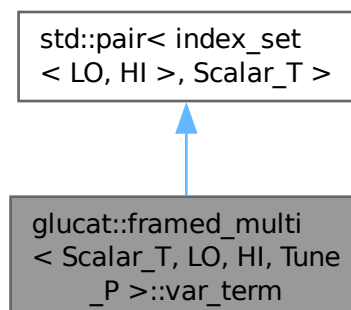 std::pair< index_set
< LO, HI >, Scalar_T >
glucat::framed_multi
< Scalar_T, LO, HI, Tune
_P >::var_term